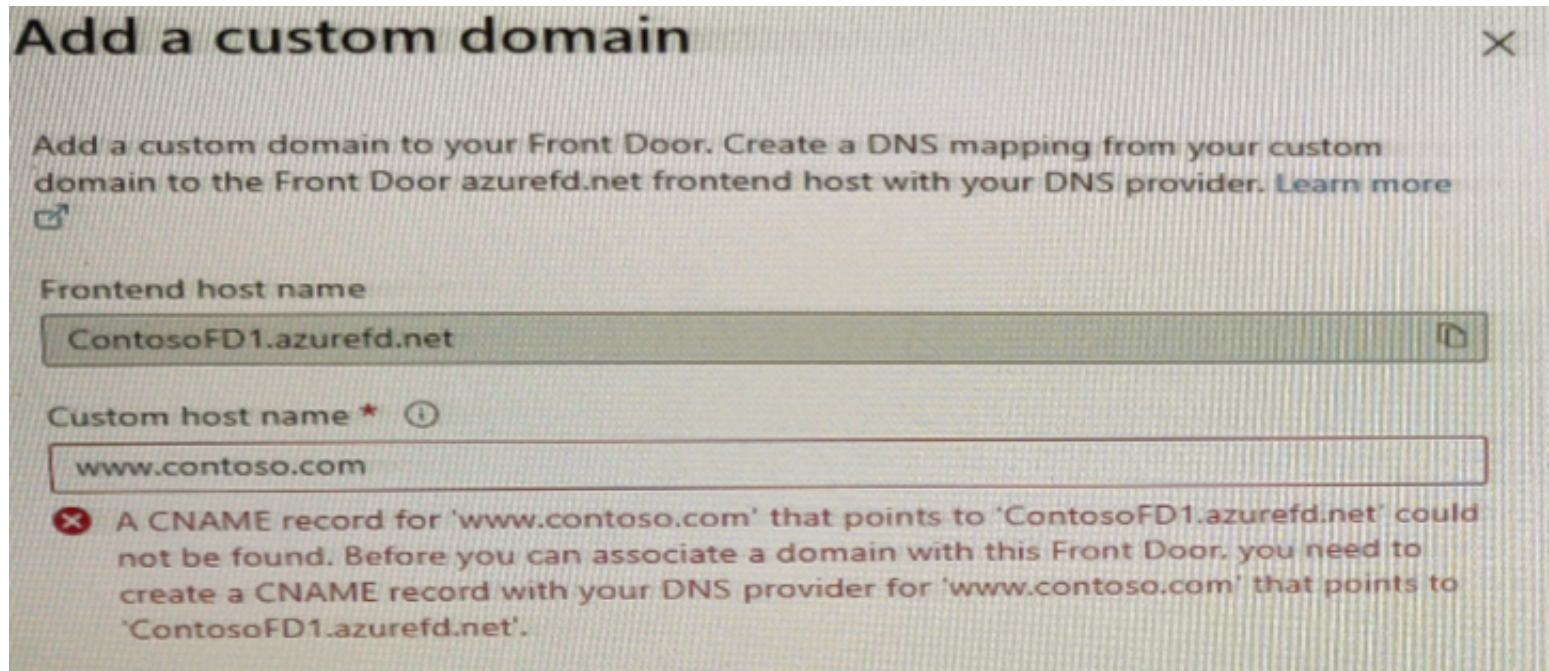 Add a custom domain
Add a custom domain to your Front Door. Create a DNS mapping from your custom
domain to the Front Door azurefd.net frontend host with your DNS provider. Learn more
Frontend host name
ContosoFD1.azurefd.net
Custom host name *
www.contoso.com
A CNAME record for 'www.contoso.com' that points to 'ContosoFD1.azurefd.net' could
not be found. Before you can associate a domain with this Front Door, you need to
create a CNAME record with your DNS provider for 'www.contoso.com' that points to
'ContosoFD1.azurefd.net'.